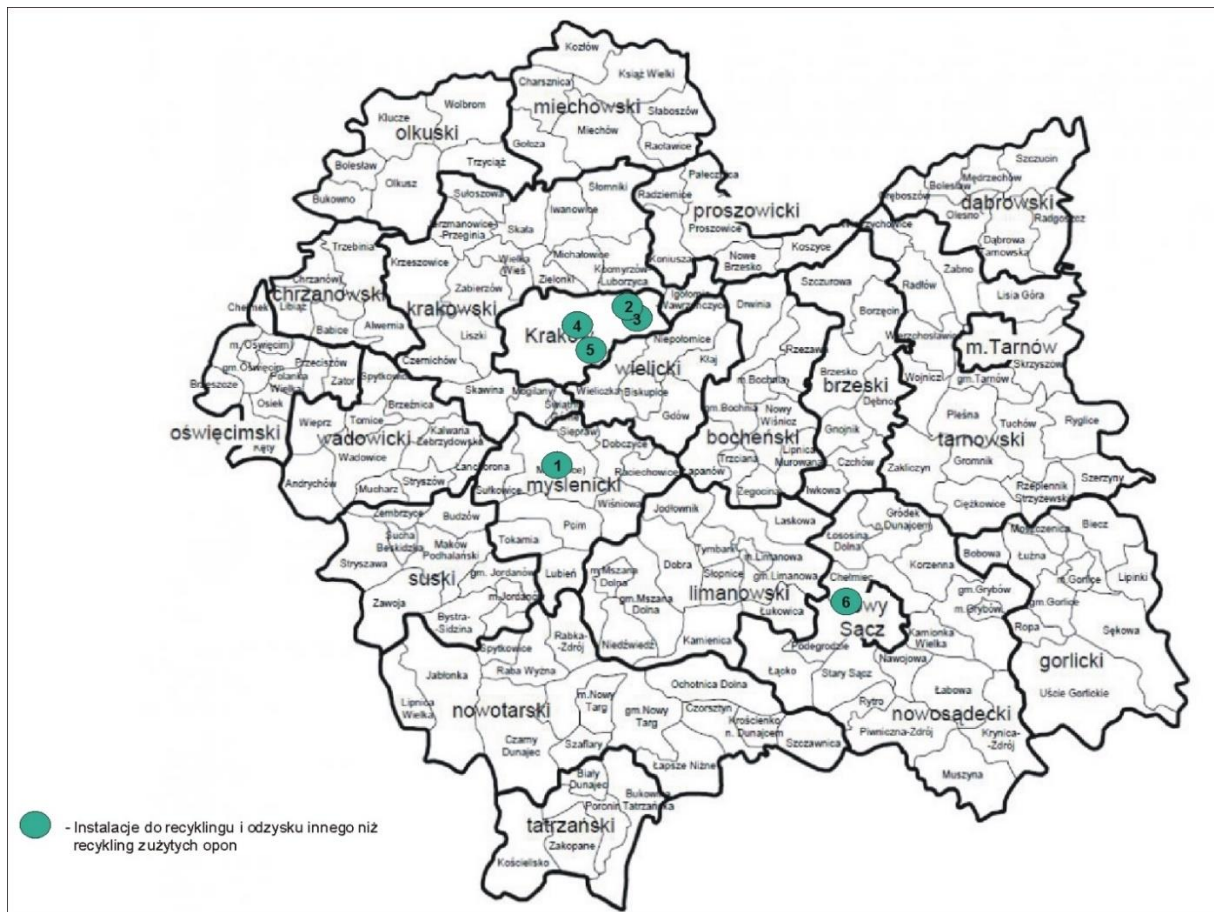 Kozłów
Charsznica
Książ Wielki
miechowski
Słaboszów
Miechów
Gołcza
Racławice
Wolbrom
Klucze
olkuski
Bolesław
Olkusz
Trzyciąż
Bukowno
Pałecznica
Radziemice
proszowicki
Proszowice
Koniusza
Nowe
Brzesko
Koszyce
Szczucin
Mędrzechów
Bolesław
dąbrowski
Olesno
Radgoszcz
Dąbrowa
Tarnowska
Słomniki
Sułoszowa
Iwanowice
Skała
Wielka
Wieś
Michałowice
Krzeszowice
Zielonki
Zabierzów
krakowski
Liszki
Czernichów
Skawina
Mogilany
Trzebinia
Chrzanów
chrzanowski
Libiąż
Babice
Alwernia
2
3
4
5
wielicki
Niepołomice
Kłaj
Wieliczka
Biskupice
Gdów
Drwinia
Rzezawa
m.Bochnia
gm.Bochnia
Nowy
Wiśnicz
bocheński
Lipnica
Murowana
Trzciana
Łapanów
Żegocina
Szczurowa
Borzęcin
Brzesko
brzeski
Dębno
Gnojnik
Czchów
Iwkowa
Żabno
Radłów
Lisia Góra
Wierzchosławice
m.Tarnów
Skrzyszów
Wojnicz
gm.Tarnów
Pleśna
Tuchów
Ryglice
tarnowski
Zakliczyn
Gromnik
Rzepiennik
Strzyżewski
Szerzyny
Ciężkowice
m. Oświęcim
gm.Oświęcim
Przeciszów
Polanka
Wielka
Zator
Brzeszcze
Osiek
oświęcimski
Kęty
Spytkowice
Brzeźnica
Tomice
Wieprz
wadowicki
Kalwaria
Zebrzydowska
Wadowice
Lanckorona
Stryszów
Andrychów
Mucharz
Siepraw
Dobczyce
1
Raciechowice
myślenicki
Sułkowice
Wiśniowa
Pcim
Tokarnia
Lubień
Zembrzyce
Budzów
Sucha
Beskidzka
Maków
Podhalański
Stryszawa
suski
gm. Jordanów
m.Jordanów
Zawoja
Bystra-
Sidzina
Jodłownik
Laskowa
Tymbark
m.Limanowa
Dobra
m.Mszana
Dolna
Słopnice
gm.Limanowa
gm.Mszana
Dolna
limanowski
Łukowica
Niedźwiedź
Kamienica
Gródek
n.Dunajcem
Łososina
Dolna
Korzenna
Chełmiec
gm.Grybów
m.Grybów
6
Sącz
Kamionka
Wielka
Podegrodzie
Nawojowa
Łącko
Stary Sącz
Łabowa
Rytro
nowosądecki
Piwniczna-Zdrój
Krynica
-Zdrój
Muszyna
Moszczenica
Biecz
Bobowa
Łużna
m.Gorlice
Lipinki
gm.Gorlice
Ropa
Sękowa
gorlicki
Uście Gorlickie
Rabka-
Zdrój
Spytkowice
Raba Wyżna
Jabłonka
Lipnica
Wielka
nowotarski
m.Nowy
Targ
gm.Nowy
Targ
Ochotnica Dolna
Czorsztyn
Krościenko
n. Dunajcem
Szczawnica
Czarny
Dunajec
Szaflary
Łapsze Niżne
Biały
Dunajec
Poronin
tatrzański
Zakopane
Kościelisko
- Instalacje do recyklingu i odzysku innego niż
recykling zużytych opon